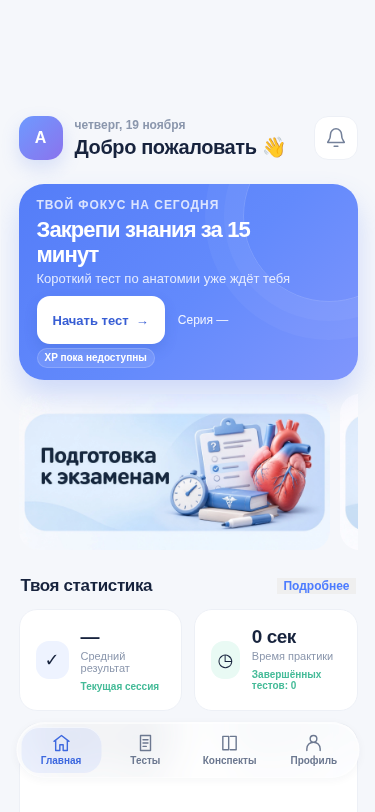 А
четверг, 19 ноября
Добро пожаловать 👋
ТВОЙ ФОКУС НА СЕГОДНЯ
Закрепи знания за 15
минут
Короткий тест по анатомии уже ждёт тебя
Начать тест →
Серия —
XP пока недоступны
Подготовка
к экзаменам
Твоя статистика
Подробнее
✓
—
Средний
результат
Текущая сессия
0 сек
Время практики
Завершённых
тестов: 0
Главная
Тесты
Конспекты
Профиль